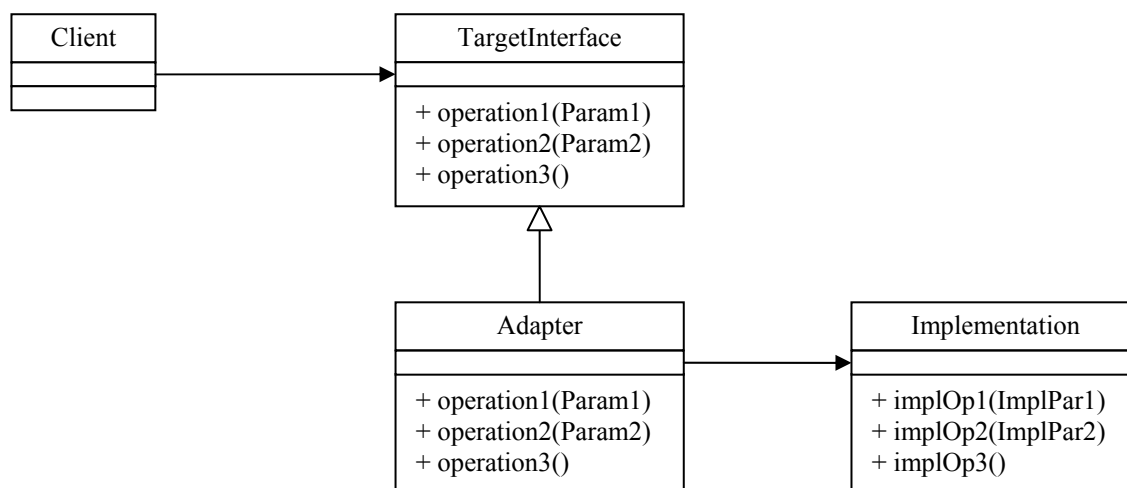 Client
TargetInterface
+ operation1(Param1)
+ operation2(Param2)
+ operation3()
Adapter
+ operation1(Param1)
+ operation2(Param2)
+ operation3()
Implementation
+ implOp1(ImplPar1)
+ implOp2(ImplPar2)
+ implOp3()